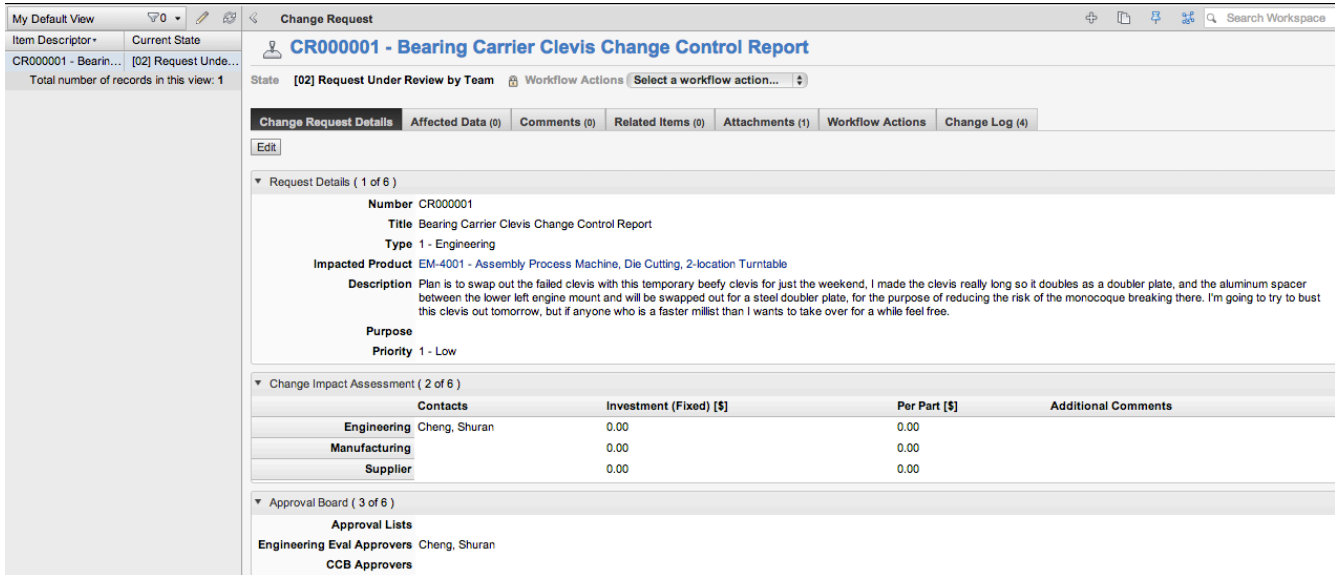 My Default View 0
Change Request
Search Workspace
Item Descriptor Current State
CR000001 - Bearin... [02] Request Unde...
Total number of records in this view: 1
CR000001 - Bearing Carrier Clevis Change Control Report
State [02] Request Under Review by Team Workflow Actions Select a workflow action...
Change Request Details Affected Data (0) Comments (0) Related Items (0) Attachments (1) Workflow Actions Change Log (4)
Edit
Request Details ( 1 of 6 )
Number CR000001
Title Bearing Carrier Clevis Change Control Report
Type 1 - Engineering
Impacted Product EM-4001 - Assembly Process Machine, Die Cutting, 2-location Turntable
Description Plan is to swap out the failed clevis with this temporary beefy clevis for just the weekend, I made the clevis really long so it doubles as a doubler plate, and the aluminum spacer
between the lower left engine mount and will be swapped out for a steel doubler plate, for the purpose of reducing the risk of the monocoque breaking there. I'm going to try to bust
this clevis out tomorrow, but if anyone who is a faster millist than I wants to take over for a while feel free.
Purpose
Priority 1 - Low
Change Impact Assessment ( 2 of 6 )
Contacts Investment (Fixed) [$] Per Part [$] Additional Comments
Engineering Cheng, Shuran 0.00 0.00
Manufacturing 0.00 0.00
Supplier 0.00 0.00
Approval Board ( 3 of 6 )
Approval Lists
Engineering Eval Approvers Cheng, Shuran
CCB Approvers